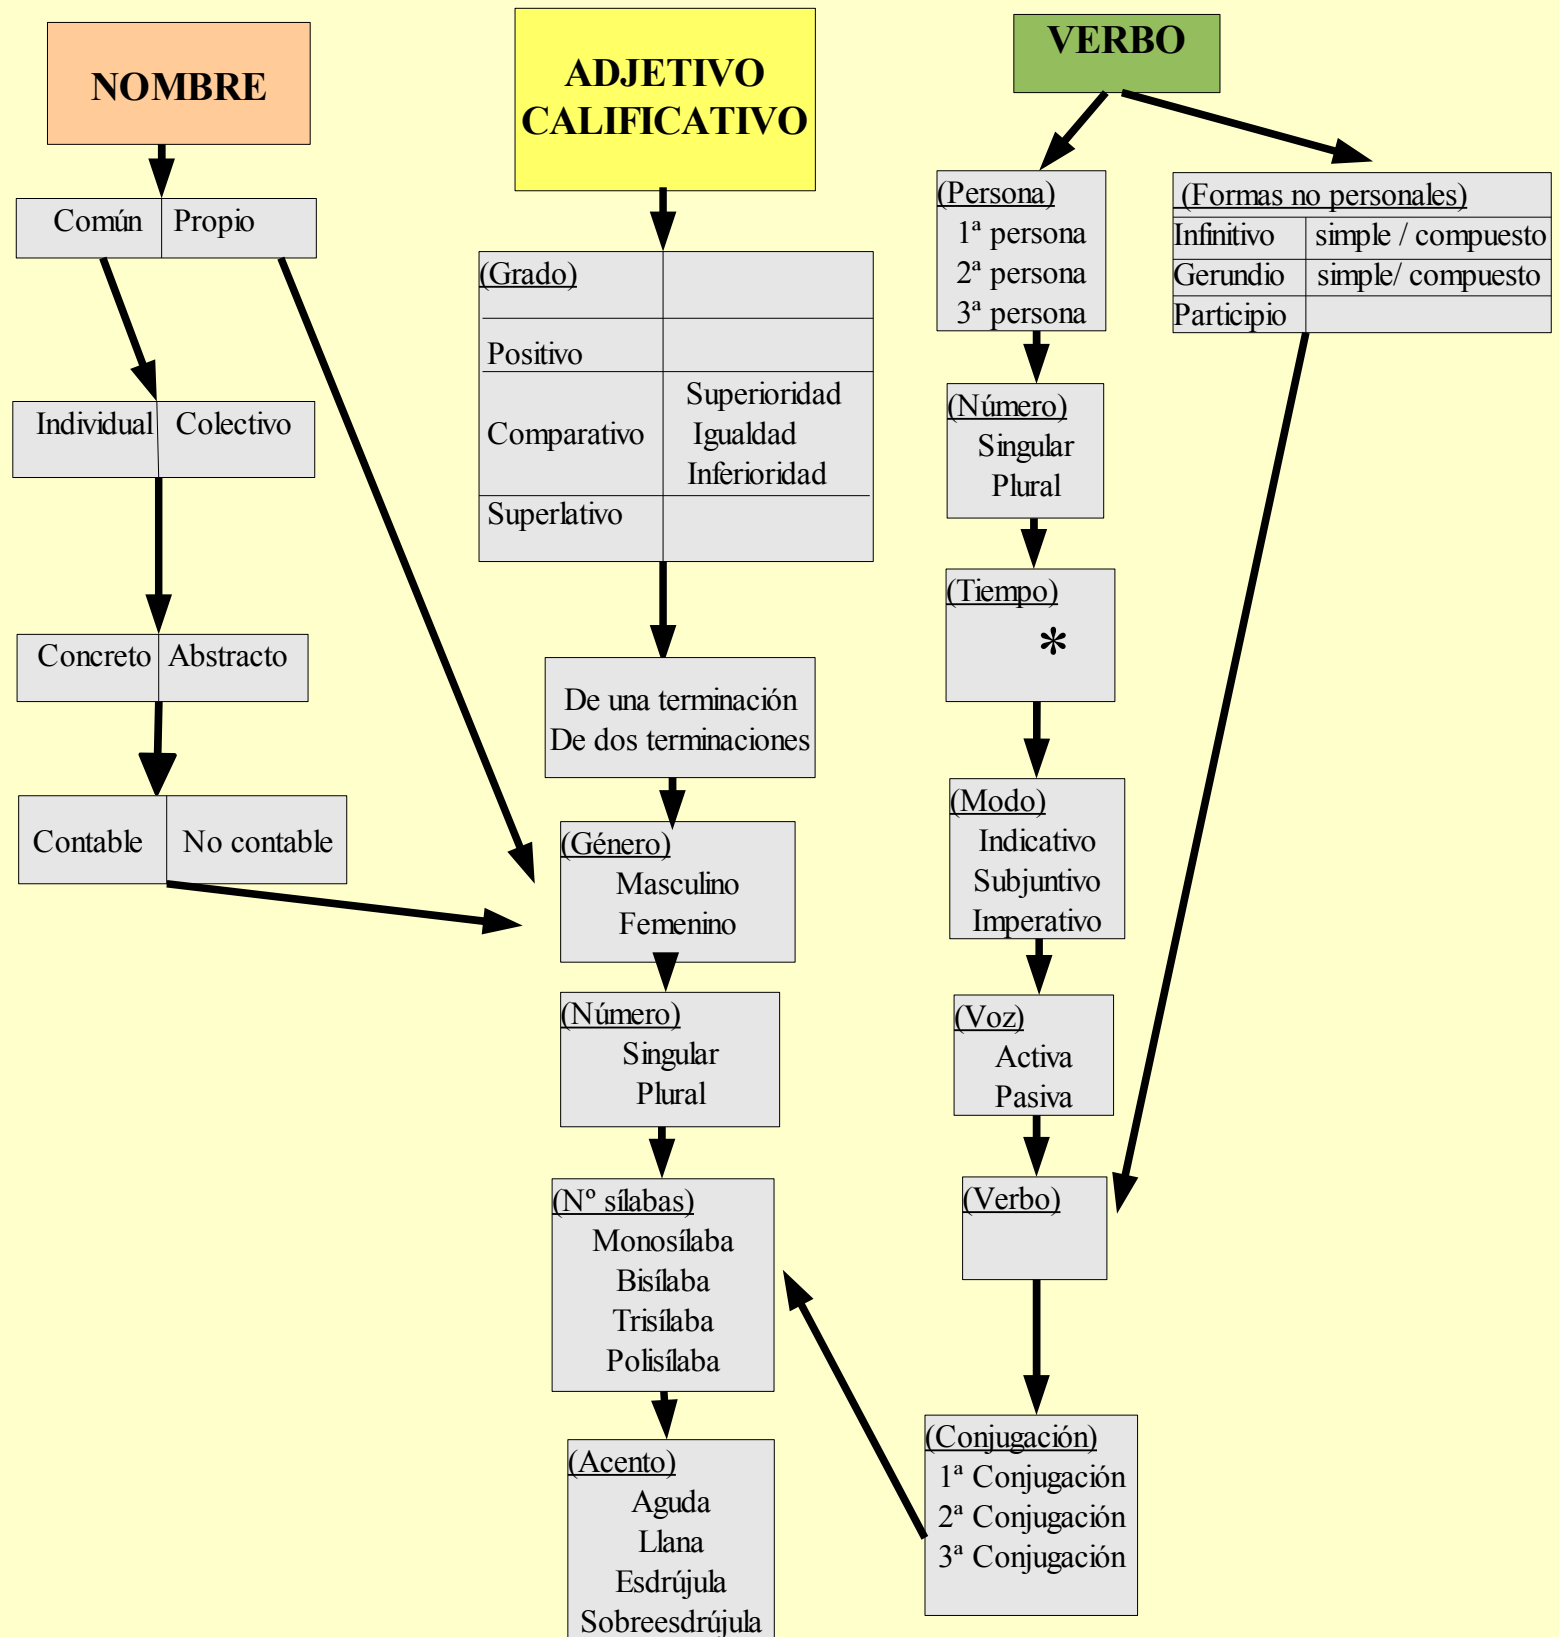 NOMBRE
Común Propio
Individual Colectivo
Concreto Abstracto
Contable No contable
ADJETIVO
CALIFICATIVO
(Grado)
Positivo
Comparativo
Superioridad
Igualdad
Inferioridad
Superlativo
De una terminación
De dos terminaciones
(Género)
Masculino
Femenino
(Número)
Singular
Plural
(Nº sílabas)
Monosílaba
Bisílaba
Trisílaba
Polisílaba
(Acento)
Aguda
Llana
Esdrújula
Sobreesdrújula
VERBO
(Persona)
1ª persona
2ª persona
3ª persona
(Número)
Singular
Plural
(Tiempo)
*
(Modo)
Indicativo
Subjuntivo
Imperativo
(Voz)
Activa
Pasiva
(Verbo)
(Conjugación)
1ª Conjugación
2ª Conjugación
3ª Conjugación
(Formas no personales)
Infinitivo simple / compuesto
Gerundio simple/ compuesto
Participio